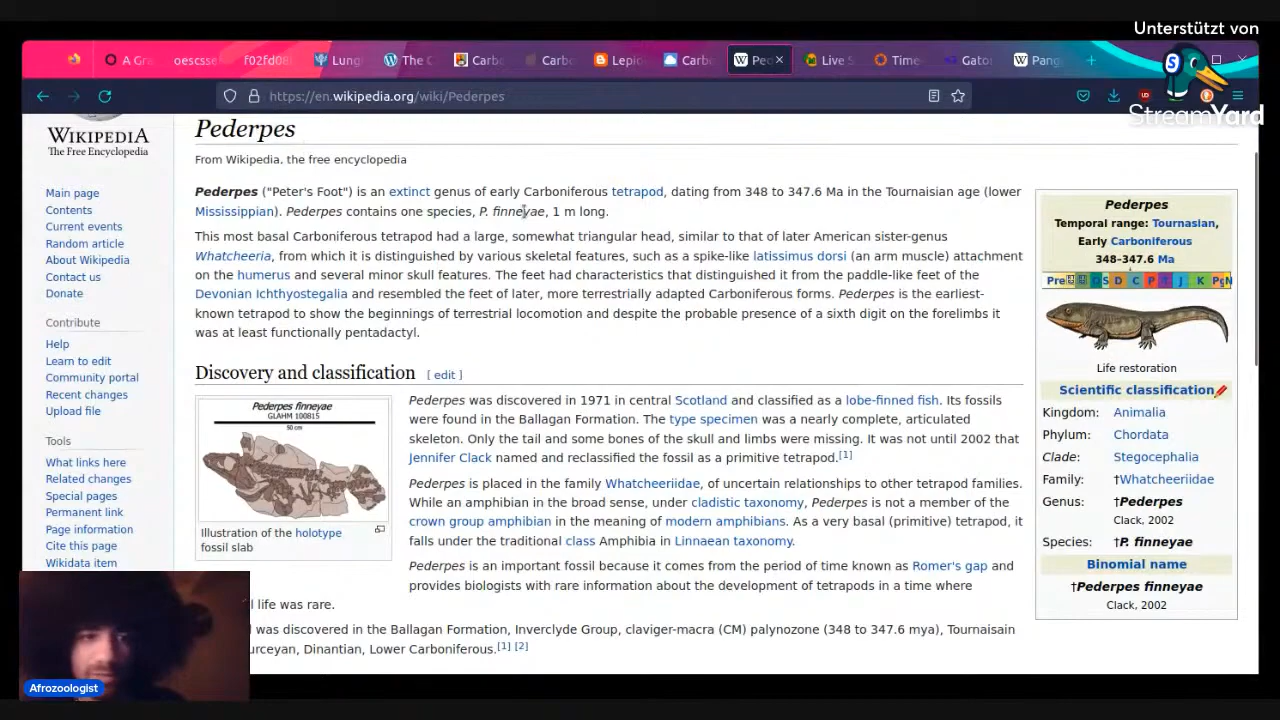 Unterstützt von
StreamYard
A Gra
oescsse
f02fd08
Lung
The C
Carbo
Carbo
Lepio
Carbo
Ped
Live S
Time
Gato
Pang
https://en.wikipedia.org/wiki/Pederpes
WIKIPEDIA
The Free Encyclopedia
Main page
Contents
Current events
Random article
About Wikipedia
Contact us
Donate
Contribute
Help
Learn to edit
Community portal
Recent changes
Upload file
Tools
What links here
Related changes
Special pages
Permanent link
Page information
Cite this page
Wikidata item
Pederpes
From Wikipedia, the free encyclopedia
Pederpes ("Peter's Foot") is an extinct genus of early Carboniferous tetrapod, dating from 348 to 347.6 Ma in the Tournaisian age (lower
Mississippian). Pederpes contains one species, P. finneyae, 1 m long.
This most basal Carboniferous tetrapod had a large, somewhat triangular head, similar to that of later American sister-genus
Whatcheeria, from which it is distinguished by various skeletal features, such as a spike-like latissimus dorsi (an arm muscle) attachment
on the humerus and several minor skull features. The feet had characteristics that distinguished it from the paddle-like feet of the
Devonian Ichthyostegalia and resembled the feet of later, more terrestrially adapted Carboniferous forms. Pederpes is the earliest-
known tetrapod to show the beginnings of terrestrial locomotion and despite the probable presence of a sixth digit on the forelimbs it
was at least functionally pentadactyl.
Discovery and classification [ edit ]
Pederpes finneyae
GLAHM 100815
50 cm
Illustration of the holotype
fossil slab
Pederpes was discovered in 1971 in central Scotland and classified as a lobe-finned fish. Its fossils
were found in the Ballagan Formation. The type specimen was a nearly complete, articulated
skeleton. Only the tail and some bones of the skull and limbs were missing. It was not until 2002 that
Jennifer Clack named and reclassified the fossil as a primitive tetrapod.[1]
Pederpes is placed in the family Whatcheeriidae, of uncertain relationships to other tetrapod families.
While an amphibian in the broad sense, under cladistic taxonomy, Pederpes is not a member of the
crown group amphibian in the meaning of modern amphibians. As a very basal (primitive) tetrapod, it
falls under the traditional class Amphibia in Linnaean taxonomy.
Pederpes is an important fossil because it comes from the period of time known as Romer's gap and
provides biologists with rare information about the development of tetrapods in a time where
l life was rare.
was discovered in the Ballagan Formation, Inverclyde Group, claviger-macra (CM) palynozone (348 to 347.6 mya), Tournaisain
urceyan, Dinantian, Lower Carboniferous.[1] [2]
Pederpes
Temporal range: Tournasian,
Early Carboniferous
348–347.6 Ma
Pre O S D C P T J K Pg N
Life restoration
Scientific classification
Kingdom: Animalia
Phylum: Chordata
Clade: Stegocephalia
Family: †Whatcheeriidae
Genus: †Pederpes
Clack, 2002
Species: †P. finneyae
Binomial name
†Pederpes finneyae
Clack, 2002
Afrozoologist